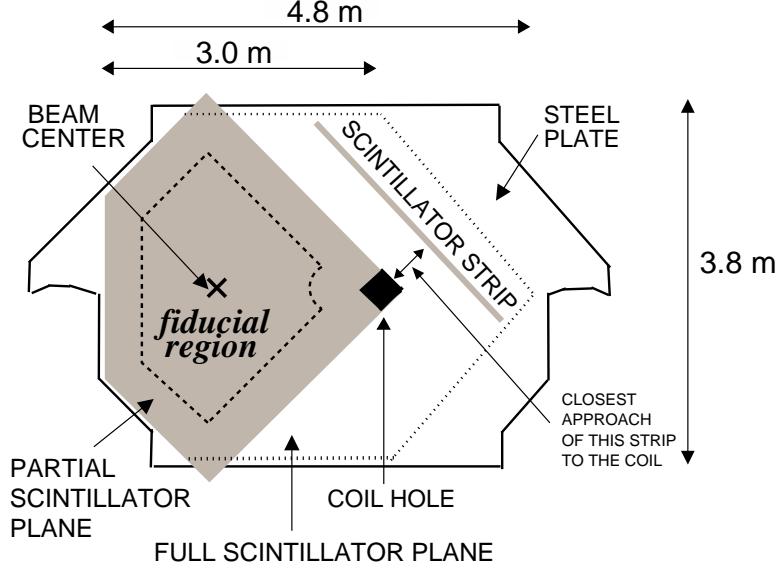 4.8 m
3.0 m
BEAM
CENTER
SCINTILLATOR STRIP
STEEL
PLATE
3.8 m
fiducial
region
CLOSEST
APPROACH
OF THIS STRIP
TO THE COIL
PARTIAL
SCINTILLATOR
PLANE
COIL HOLE
FULL SCINTILLATOR PLANE